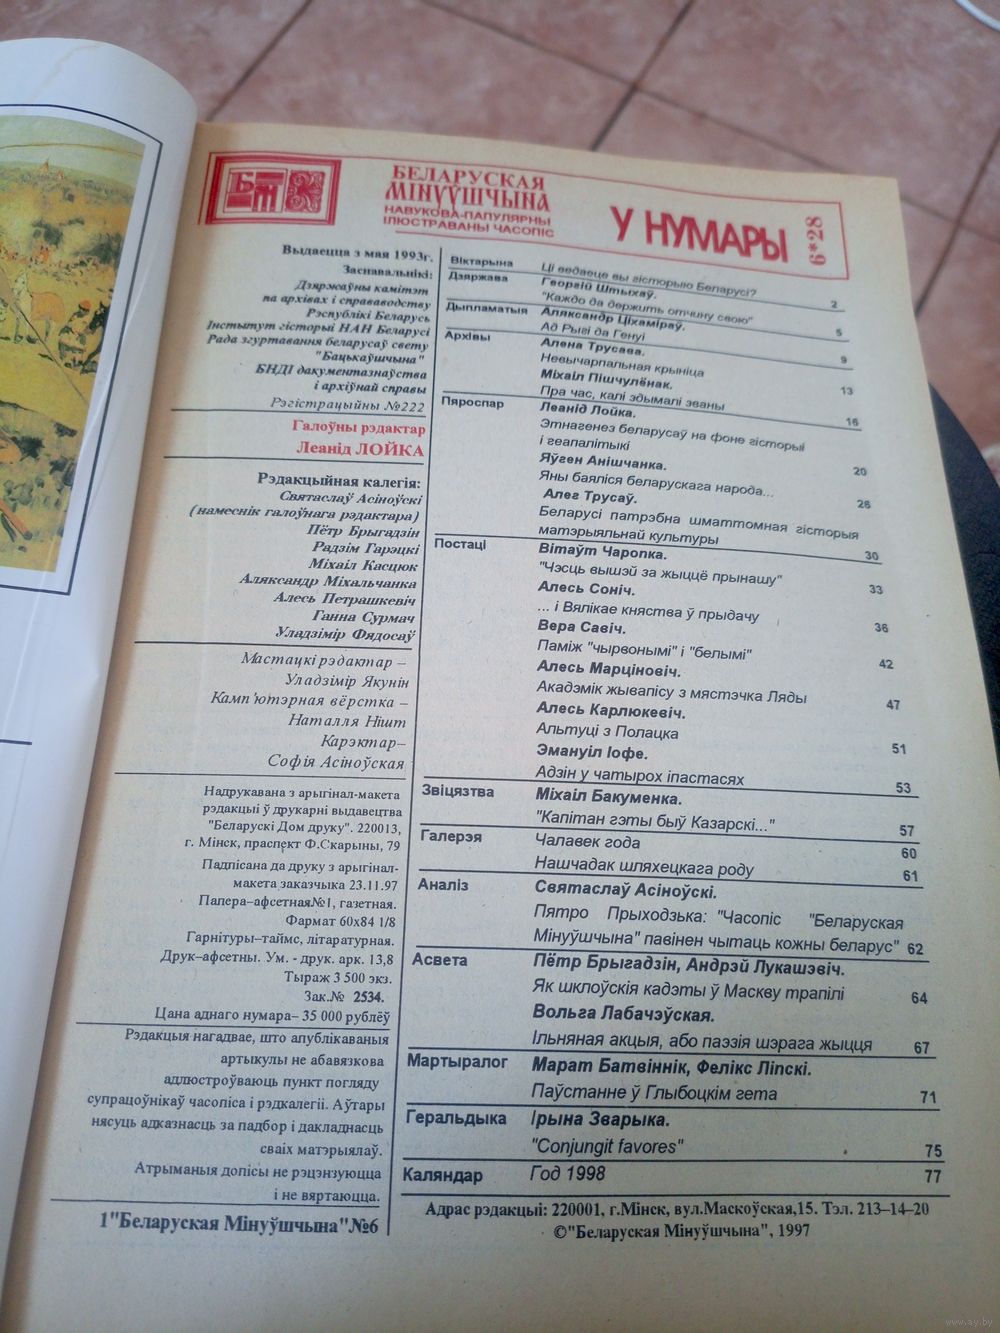 БМ
БЕЛАРУСКАЯ
МІНУЎШЧЫНА
НАВУКОВА-ПАПУЛЯРНЫ
ІЛЮСТРАВАНЫ ЧАСОПІС
У НУМАРЫ
6*28
Выдаецца з мая 1993г.
Заснавальнікі:
Дзяржаўны камітэт
па архівах і справаводству
Рэспублікі Беларусь
Інстытут гісторыі НАН Беларусі
Рада згуртавання беларусаў свету
"Бацькаўшчына"
БНДІ дакументазнаўства
і архіўнай справы
Рэгістрацыйны №222
Галоўны рэдактар
Леанід ЛОЙКА
Рэдакцыйная калегія:
Святаслаў Асіноўскі
(намеснік галоўнага рэдактара)
Пётр Брыгадзін
Радзім Гарэцкі
Міхаіл Касцюк
Аляксандр Міхальчанка
Алесь Петрашкевіч
Ганна Сурмач
Уладзімір Фядосаў
Мастацкі рэдактар –
Уладзімір Якунін
Камп'ютэрная вёрстка –
Наталля Нішт
Карэктар–
Софія Асіноўская
Надрукавана з арыгінал-макета
рэдакцыі ў друкарні выдавецтва
"Беларускі Дом друку". 220013,
г. Мінск, праспект Ф.Скарыны, 79
Падпісана да друку з арыгінал-
макета заказчыка 23.11.97
Папера–афсетная№1, газетная.
Фармат 60х84 1/8
Гарнітуры–таймс, літаратурная.
Друк–афсетны. Ум. - друк. арк. 13,8
Тыраж 3 500 экз.
Зак.№ 2534.
Цана аднаго нумара– 35 000 рублёў
Рэдакцыя нагадвае, што апублікаваныя
артыкулы не абавязкова
адлюстроўваюць пункт погляду
супрацоўнікаў часопіса і рэдкалегіі. Аўтары
нясуць адказнасць за падбор і дакладнасць
сваіх матэрыялаў.
Атрыманыя допісы не рэцэнзуюцца
і не вяртаюцца.
1"Беларуская Мінуўшчына"№6
Віктарына Ці ведаеце вы гісторыю Беларусі? 2
Дзяржава Георгій Штыхаў.
"Каждо да держить отчину свою" 5
Дыпламатыя Аляксандр Ціхаміраў.
Ад Рыгі да Генуі 9
Архівы Алена Трусава.
Невычарпальная крыніца 13
Міхаіл Пішчулёнак.
Пра час, калі здымалі званы 16
Пяроспар Леанід Лойка.
Этнагенез беларусаў на фоне гісторыі
і геапалітыкі 20
Яўген Анішчанка.
Яны баяліся беларускага народа... 26
Алег Трусаў.
Беларусі патрэбна шматтомная гісторыя
матэрыяльнай культуры 30
Постаці Вітаўт Чаропка.
"Чэсць вышэй за жыццё прынашу" 33
Алесь Соніч.
... і Вялікае княства ў прыдачу 36
Вера Савіч.
Паміж "чырвонымі" і "белымі" 42
Алесь Марціновіч.
Акадэмік жывапісу з мястэчка Ляды 47
Алесь Карлюкевіч.
Альтуці з Полацка 51
Эмануіл Іофе.
Адзін у чатырох іпастасях 53
Звіцязтва Міхаіл Бакуменка.
"Капітан гэты быў Казарскі..." 57
Галерэя Чалавек года 60
Нашчадак шляхецкага роду 61
Аналіз Святаслаў Асіноўскі.
Пятро Прыходзька: "Часопіс "Беларуская
Мінуўшчына" павінен чытаць кожны беларус" 62
Асвета Пётр Брыгадзін, Андрэй Лукашэвіч.
Як шклоўскія кадэты ў Маскву трапілі 64
Вольга Лабачэўская.
Ільняная акцыя, або паэзія шэрага жыцця 67
Мартыралог Марат Батвіннік, Фелікс Ліпскі.
Паўстанне ў Глыбоцкім гета 71
Геральдыка Ірына Зварыка.
"Conjungit favores" 75
Каляндар Год 1998 77
Адрас рэдакцыі: 220001, г.Мінск, вул.Маскоўская,15. Тэл. 213–14–20
©"Беларуская Мінуўшчына", 1997
www.ay.by